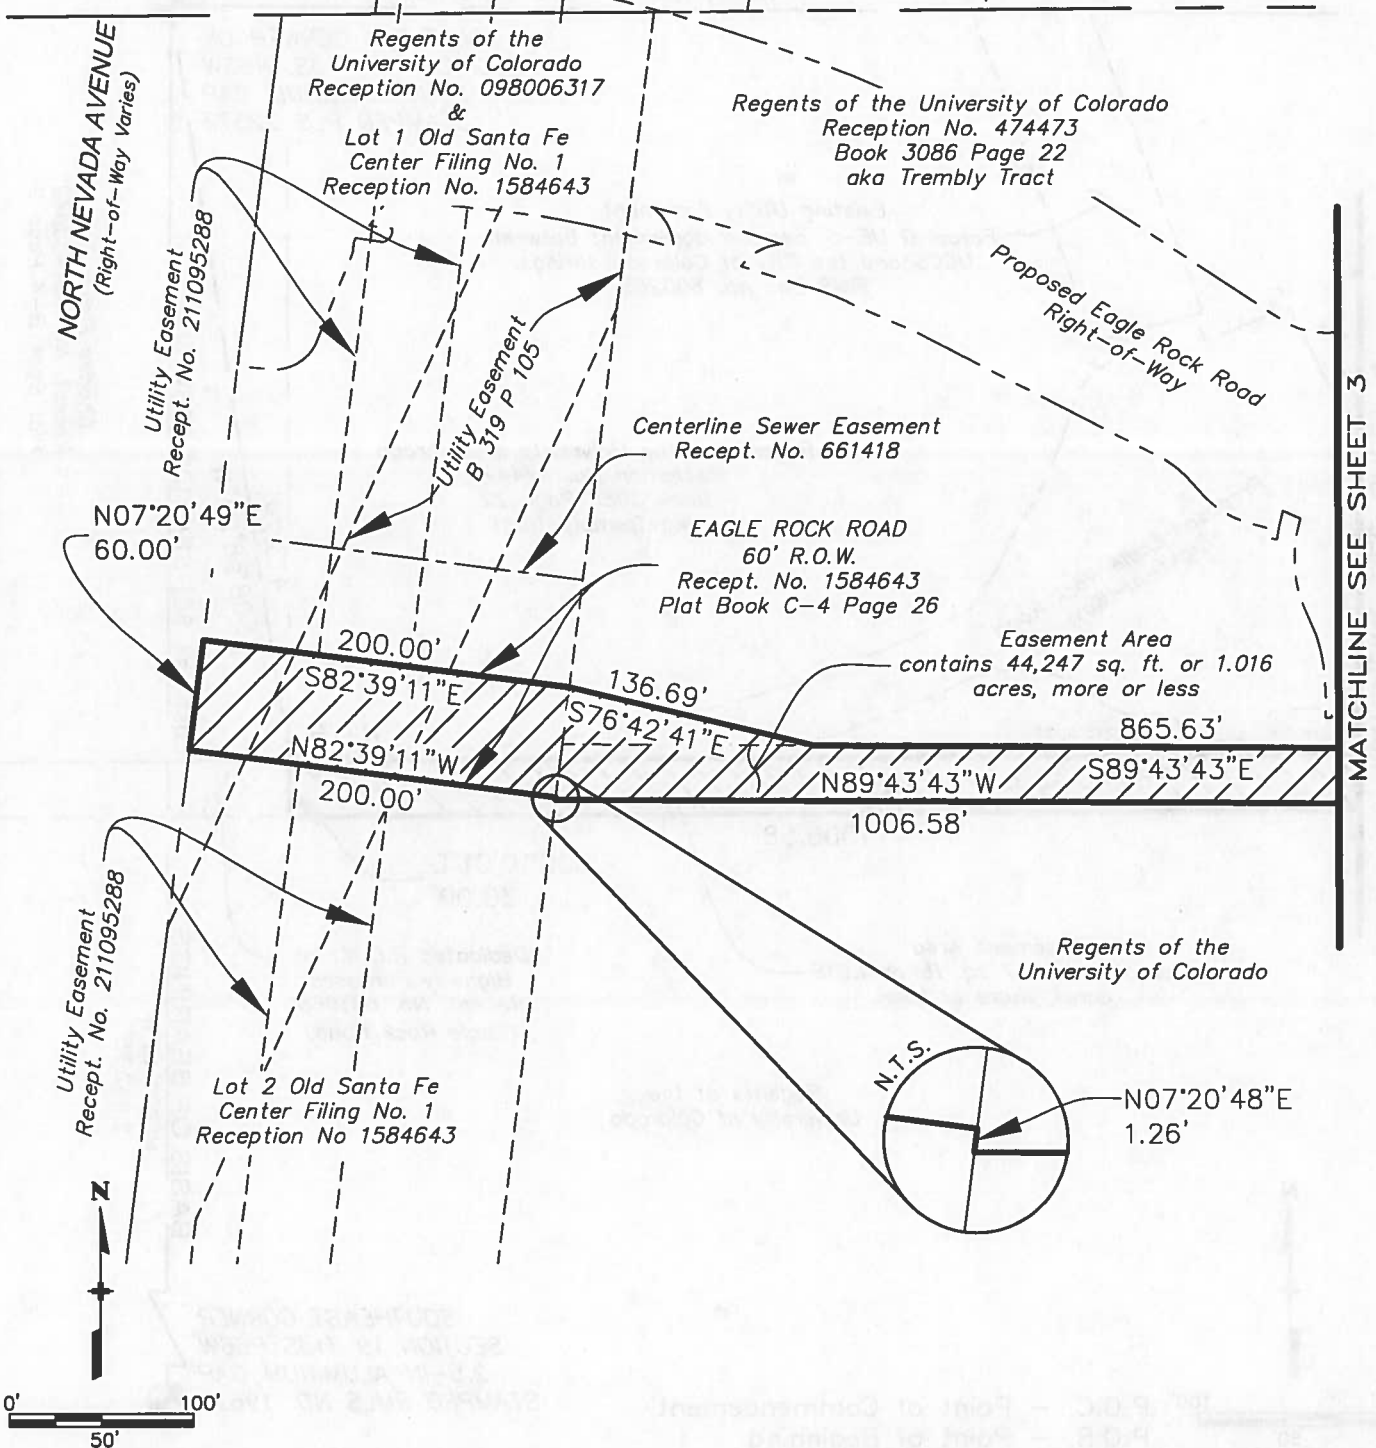 NORTH NEVADA AVENUE
(Right-of-Way Varies)
Regents of the
University of Colorado
Reception No. 098006317
&
Lot 1 Old Santa Fe
Center Filing No. 1
Reception No. 1584643
Regents of the University of Colorado
Reception No. 474473
Book 3086 Page 22
aka Trembly Tract
Utility Easement
Recept. No. 211095288
Utility Easement
B 319 P 105
Proposed Eagle Rock Road
Right-of-Way
MATCHLINE SEE SHEET 3
Centerline Sewer Easement
Recept. No. 661418
N07°20'49"E
60.00'
EAGLE ROCK ROAD
60' R.O.W.
Recept. No. 1584643
Plat Book C-4 Page 26
200.00'
S82°39'11"E
136.69'
S76°42'41"E
Easement Area
contains 44,247 sq. ft. or 1.016
acres, more or less
865.63'
S89°43'43"E
N82°39'11"W
200.00'
N89°43'43"W
1006.58'
Utility Easement
Recept. No. 211095288
Regents of the
University of Colorado
Lot 2 Old Santa Fe
Center Filing No. 1
Reception No 1584643
N.T.S.
N07°20'48"E
1.26'
N
0'
100'
50'